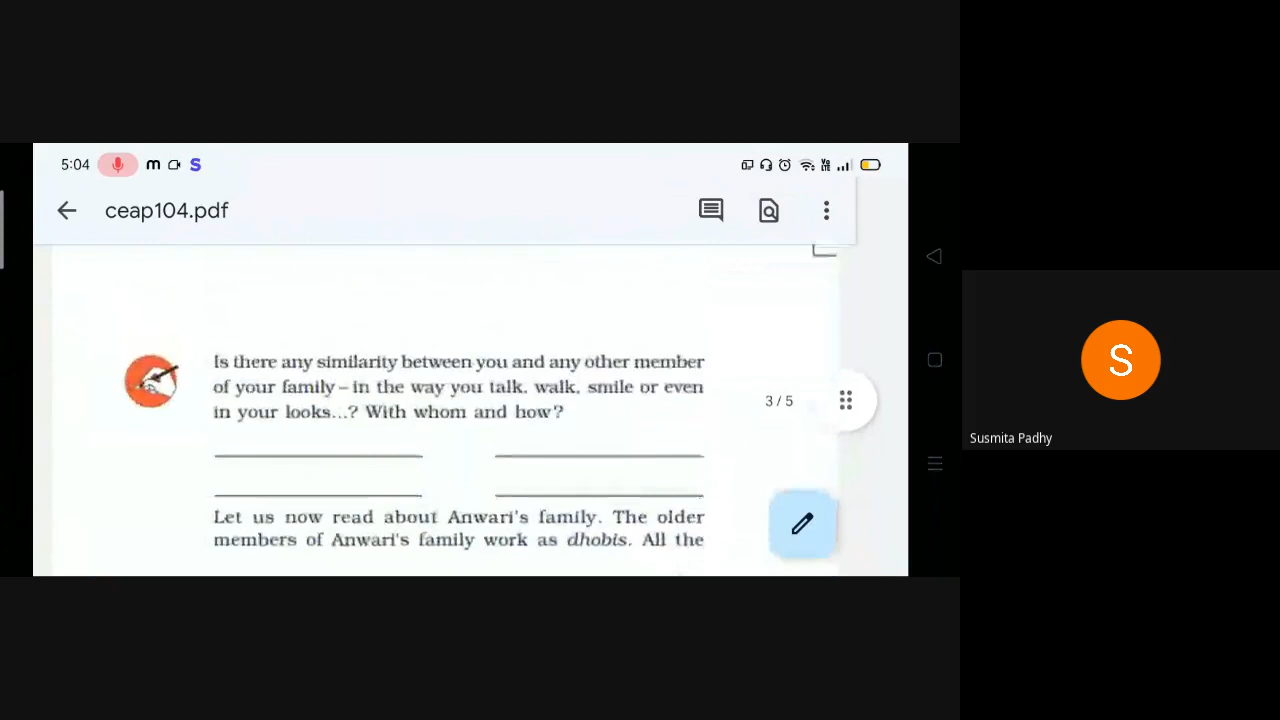 5:04 m S
ceap104.pdf
Is there any similarity between you and any other member
of your family – in the way you talk, walk, smile or even
in your looks...? With whom and how?
3 / 5
Let us now read about Anwari's family. The older
members of Anwari's family work as dhobis. All the
S
Susmita Padhy